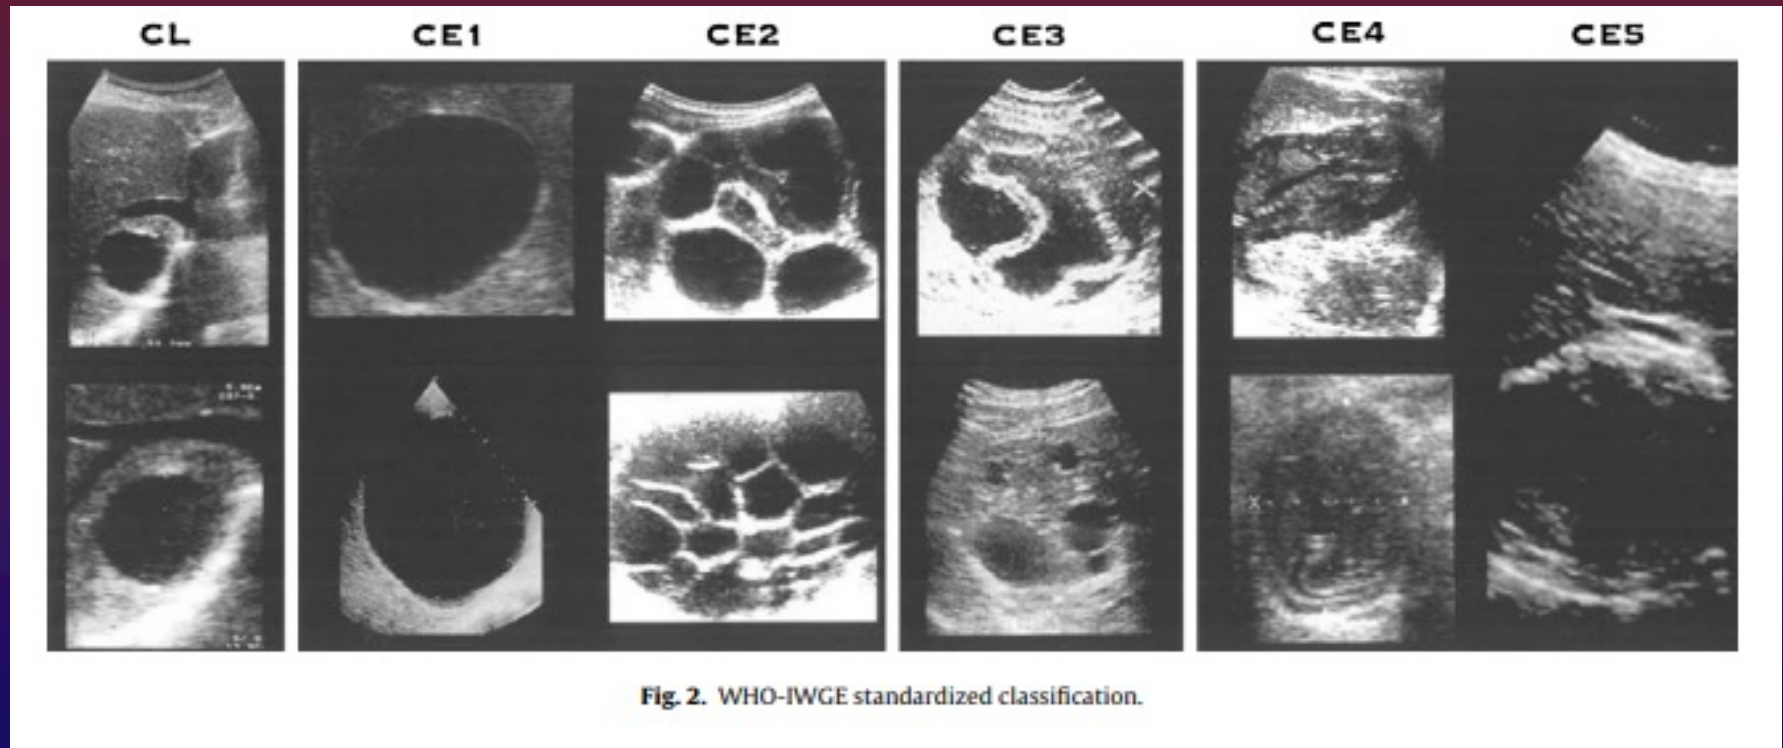 CL CE1 CE2 CE3 CE4 CE5
Fig. 2. WHO-IWGE standardized classification.